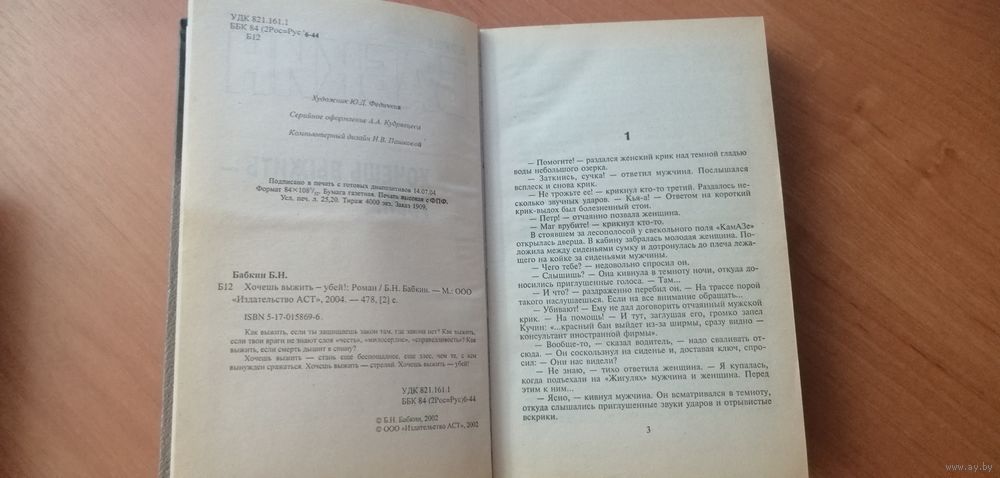 УДК 821.161.1
ББК 84 (2Рос=Рус)6-44
Б12
Художник Ю.Д. Федичкин
Серийное оформление А.А. Кудрявцева
Компьютерный дизайн Н.В. Пашковой
Подписано в печать с готовых диапозитивов 14.07.04.
Формат 84×108 1/32. Бумага газетная. Печать высокая с ФПФ.
Усл. печ. л. 25,20. Тираж 4000 экз. Заказ 1909.
Бабкин Б.Н.
Б12 Хочешь выжить – убей!: Роман / Б.Н. Бабкин. — М.: ООО
«Издательство АСТ», 2004. — 478, [2] с.
ISBN 5-17-015869-6.
Как выжить, если ты защищаешь закон там, где закона нет? Как выжить,
если твои враги не знают слов «честь», «милосердие», «справедливость»? Как
выжить, если смерть дышит в спину?
Хочешь выжить — стань еще беспощаднее, еще злее, чем те, с кем
вынужден сражаться. Хочешь выжить — стреляй. Хочешь выжить — убей!
УДК 821.161.1
ББК 84 (2Рос=Рус)6-44
© Б.Н. Бабкин, 2002
© ООО «Издательство АСТ», 2002
1
— Помогите! — раздался женский крик над темной гладью
воды небольшого озерка.
— Заткнись, сучка! — ответил мужчина. Послышался
всплеск и снова крик.
— Не трожьте ее! — крикнул кто-то третий. Раздалось не-
сколько звучных ударов. — Кья-а! — Ответом на короткий
крик-выдох был болезненный стон.
— Петр! — отчаянно позвала женщина.
— Маг врубите! — крикнул кто-то.
В стоявшем за лесополосой у свекольного поля «КамАЗе»
открылась дверца. В кабину забралась молодая женщина. По-
ложила между сиденьями сумку и дотронулась до плеча лежа-
щего на койке за сиденьями мужчины.
— Чего тебе? — недовольно спросил он.
— Слышишь? — Она кивнула в темноту ночи, откуда до-
носились приглушенные голоса. — Там...
— И что? — раздраженно перебил он. — На трассе порой
такого наслушаешься. Если на все внимание обращать...
— Убивают! — Ему не дал договорить отчаянный мужской
крик. — На помощь! — И тут, заглушая его, громко запел
Кучин: «...красный бан выйдет из-за ширмы, сразу видно —
консультант иностранной фирмы».
— Вообще-то, — сказал водитель, — надо сваливать от-
сюда. — Он соскользнул на сиденье и, доставая ключ, спро-
сил: — Они нас видели?
— Не знаю, — тихо ответила женщина. — Я купалась,
когда подъехали на «Жигулях» мужчина и женщина. Перед
этим к ним...
— Ясно, — кивнул мужчина. Он всматривался в темноту,
откуда слышались приглушенные звуки ударов и отрывистые
вскрики.
3
www.ay.by